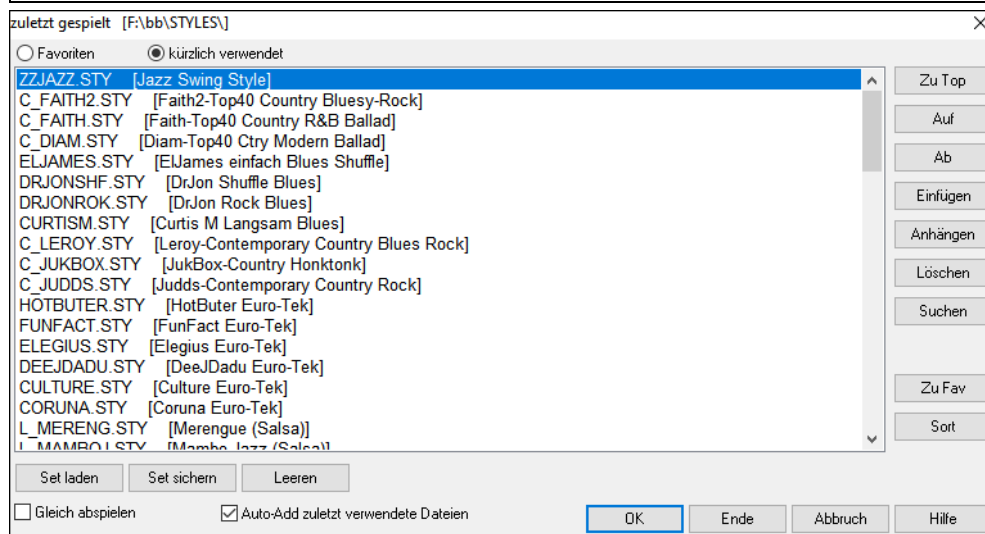 zuletzt gespielt [F:\bb\STYLES\]
Favoriten kürzlich verwendet
ZZJAZZ.STY [Jazz Swing Style]
C_FAITH2.STY [Faith2-Top40 Country Bluesy-Rock]
C_FAITH.STY [Faith-Top40 Country R&B Ballad]
C_DIAM.STY [Diam-Top40 Ctry Modern Ballad]
ELJAMES.STY [ElJames einfach Blues Shuffle]
DRJONSHF.STY [DrJon Shuffle Blues]
DRJONROK.STY [DrJon Rock Blues]
CURTISM.STY [Curtis M Langsam Blues]
C_LEROY.STY [Leroy-Contemporary Country Blues Rock]
C_JUKBOX.STY [JukBox-Country Honktonk]
C_JUDDS.STY [Judds-Contemporary Country Rock]
HOTBUTER.STY [HotButer Euro-Tek]
FUNFACT.STY [FunFact Euro-Tek]
ELEGIUS.STY [Elegius Euro-Tek]
DEEJDADU.STY [DeeJDadu Euro-Tek]
CULTURE.STY [Culture Euro-Tek]
CORUNA.STY [Coruna Euro-Tek]
L_MERENG.STY [Merengue (Salsa)]
L_MAMBOJ.STY [Mambo Jazz (Salsa)]
Zu Top
Auf
Ab
Einfügen
Anhängen
Löschen
Suchen
Zu Fav
Sort
Set laden Set sichern Leeren
Gleich abspielen Auto-Add zuletzt verwendete Dateien
OK Ende Abbruch Hilfe